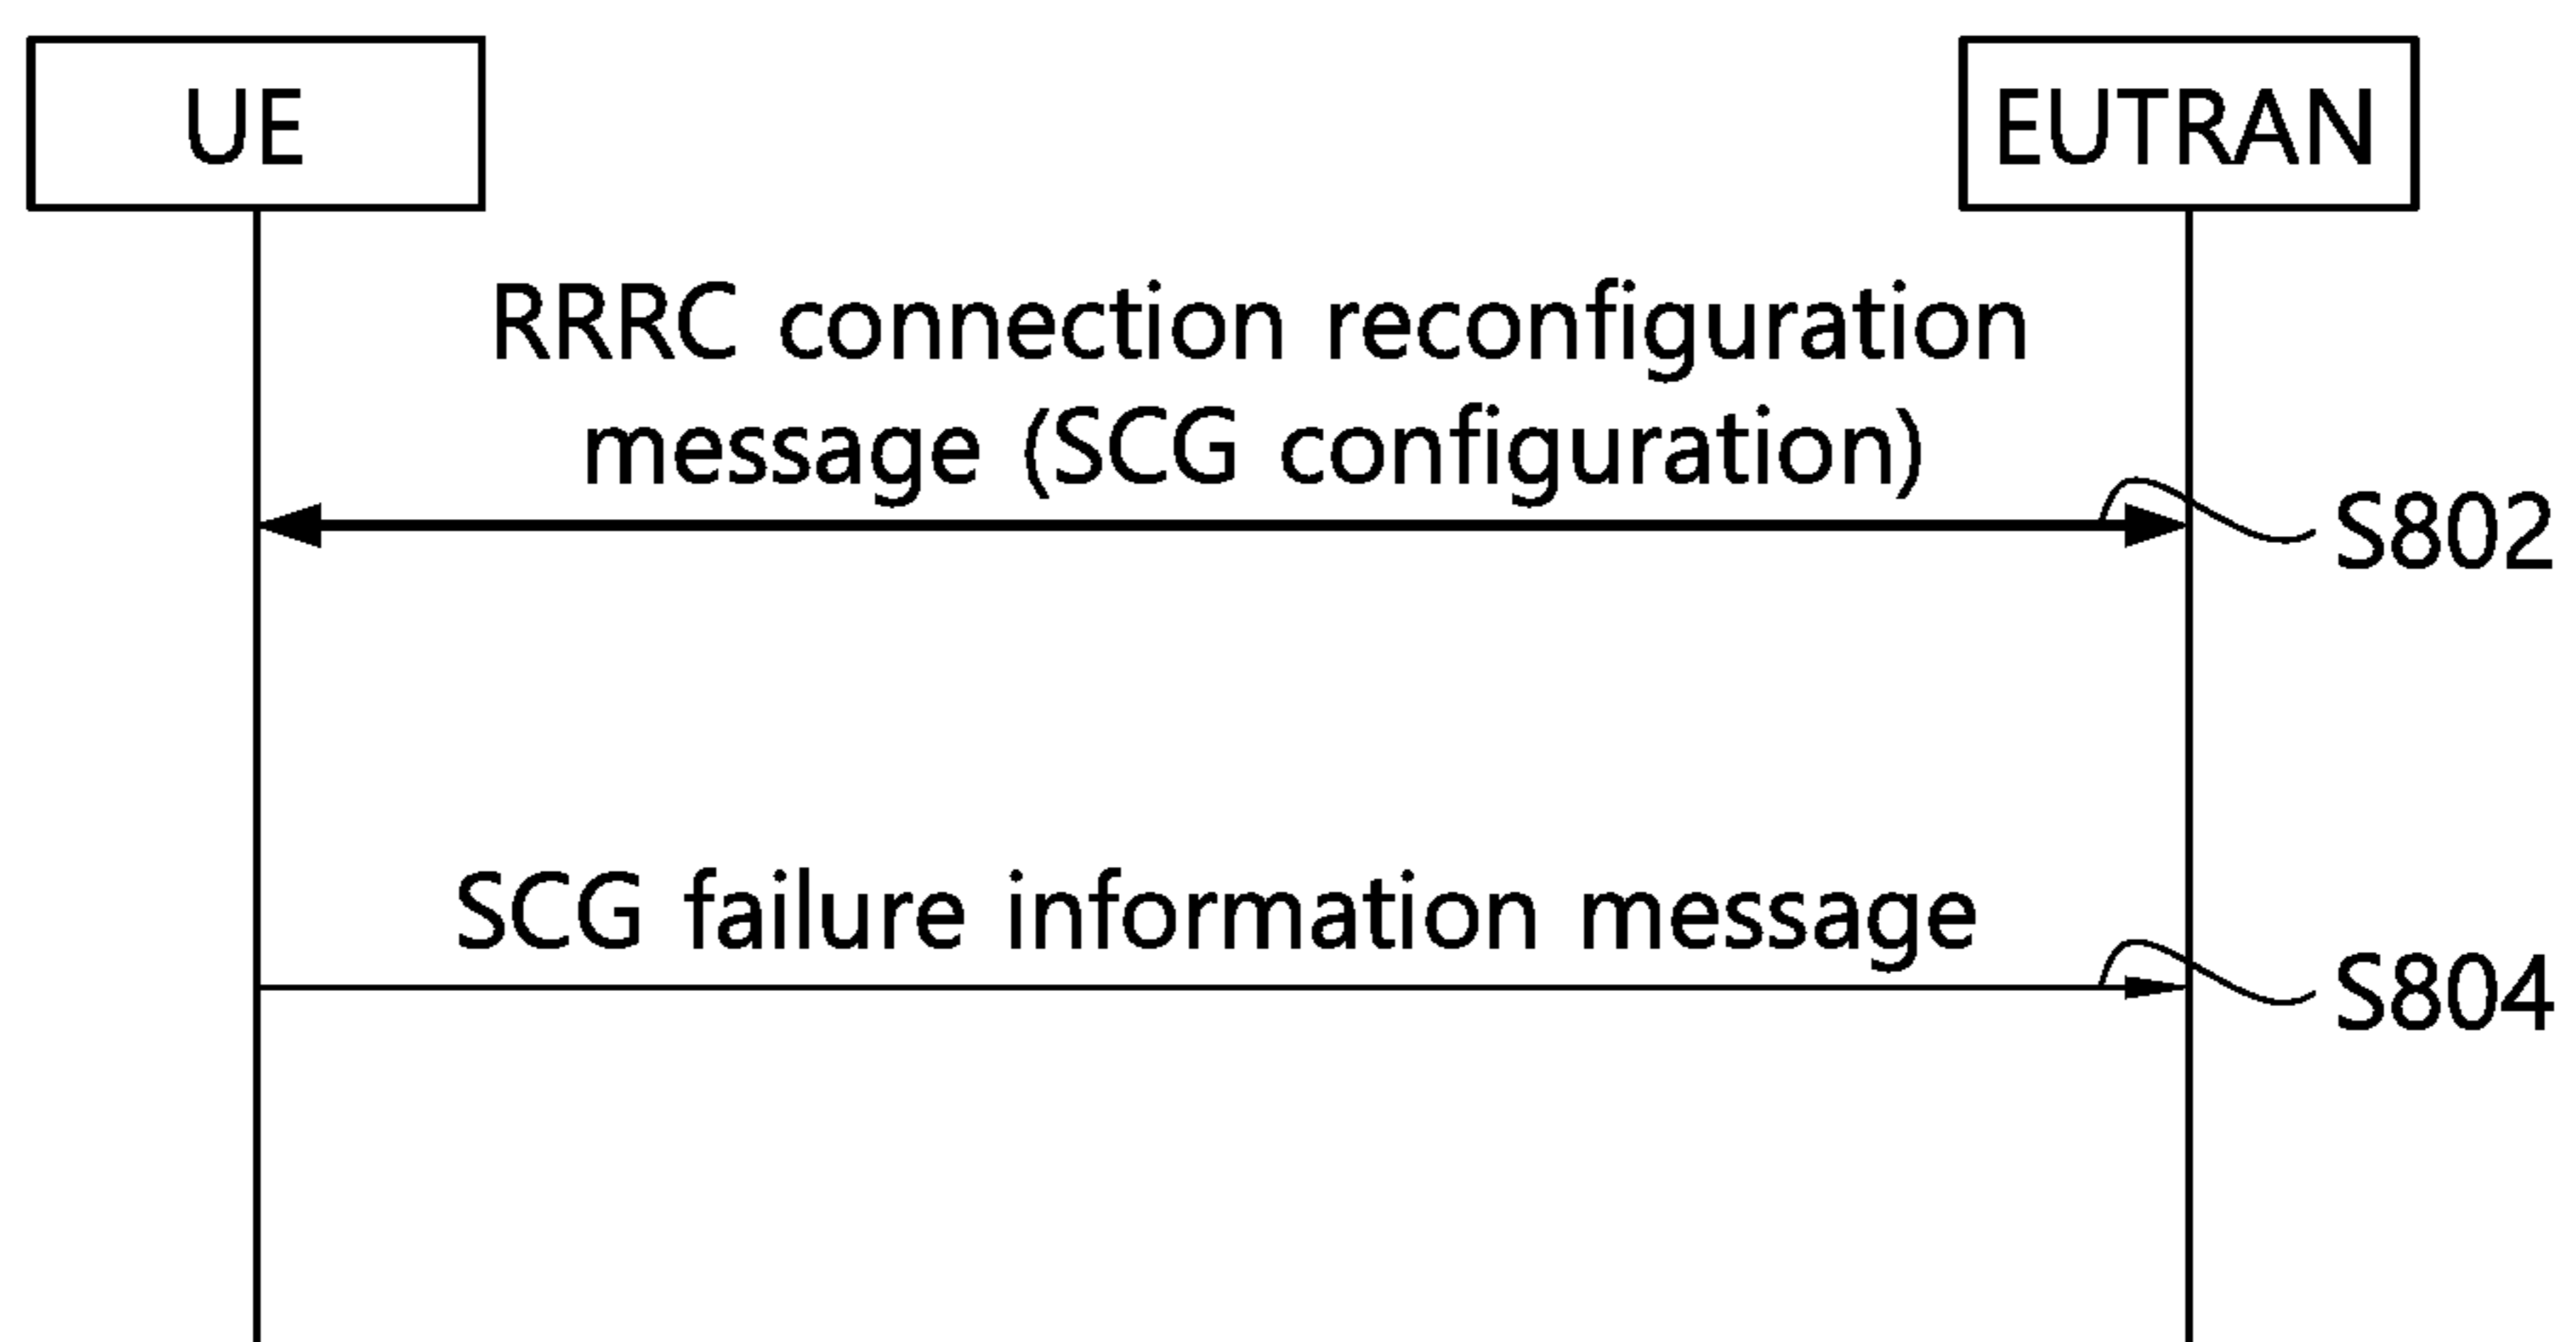 UE
EUTRAN
RRRC connection reconfiguration
message (SCG configuration)
S802
SCG failure information message
S804